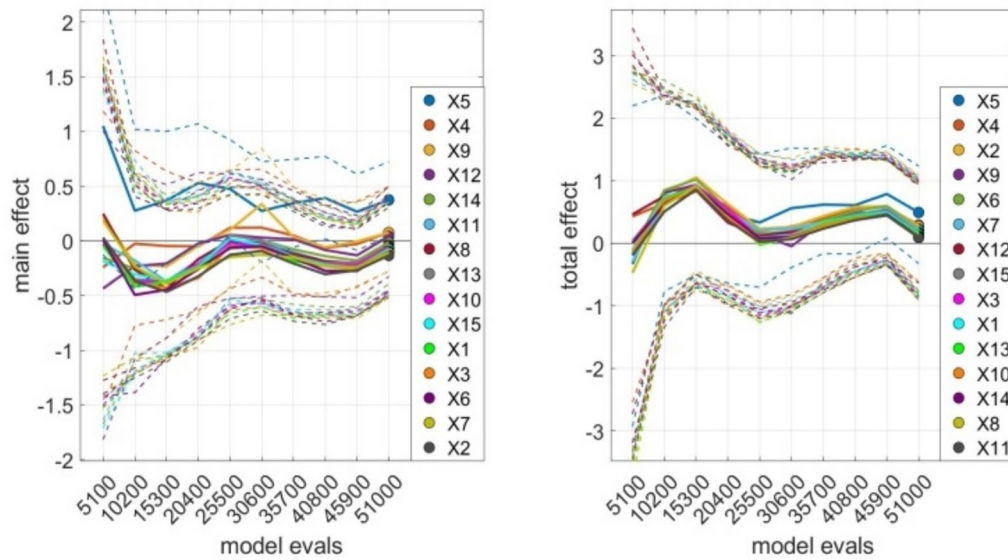 main effect
2
1.5
1
0.5
0
-0.5
-1
-1.5
-2
5100
10200
15300
20400
25500
30600
35700
40800
45900
51000
model evals
X5
X4
X9
X12
X14
X11
X8
X13
X10
X15
X1
X3
X6
X7
X2
total effect
3
2
1
0
-1
-2
-3
5100
10200
15300
20400
25500
30600
35700
40800
45900
51000
model evals
X5
X4
X2
X9
X6
X7
X12
X15
X3
X1
X13
X10
X14
X8
X11